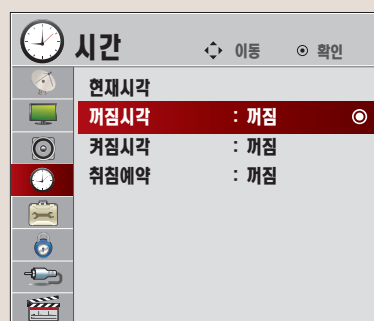 시간 이동 확인
현재시각
꺼짐시각 : 꺼짐
켜짐시각 : 꺼짐
취침예약 : 꺼짐